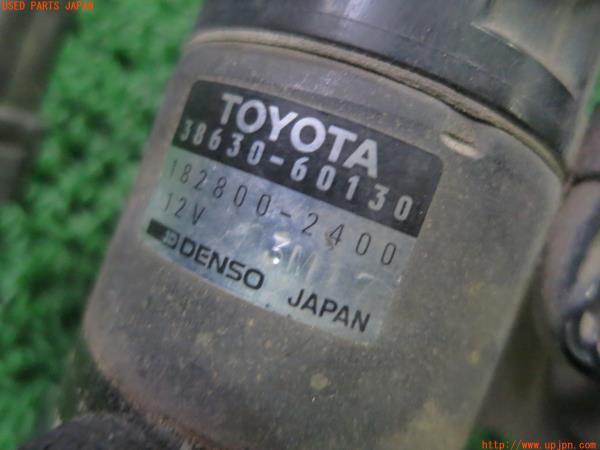 USED PARTS JAPAN
TOYOTA
38630-60130
182800-2400
12V
DENSO JAPAN
★ http://www.upjpn.com ★